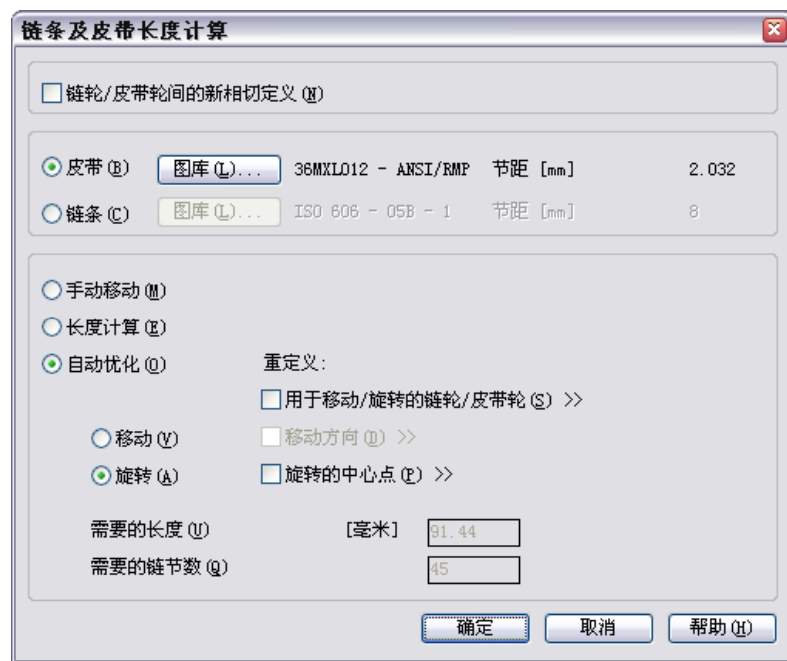 链条及皮带长度计算
链轮/皮带轮间的新相切定义(N)
皮带(B) 图库(L)... 36MXL012 - ANSI/RMP 节距 [mm] 2.032
链条(C) 图库(L)... ISO 606 - 05B - 1 节距 [mm] 8
手动移动(M)
长度计算(E)
自动优化(O) 重定义:
用于移动/旋转的链轮/皮带轮(S) >>
移动(V) 移动方向(D) >>
旋转(A) 旋转的中心点(P) >>
需要的长度(U) [毫米] 91.44
需要的链节数(Q) 45
确定 取消 帮助(H)